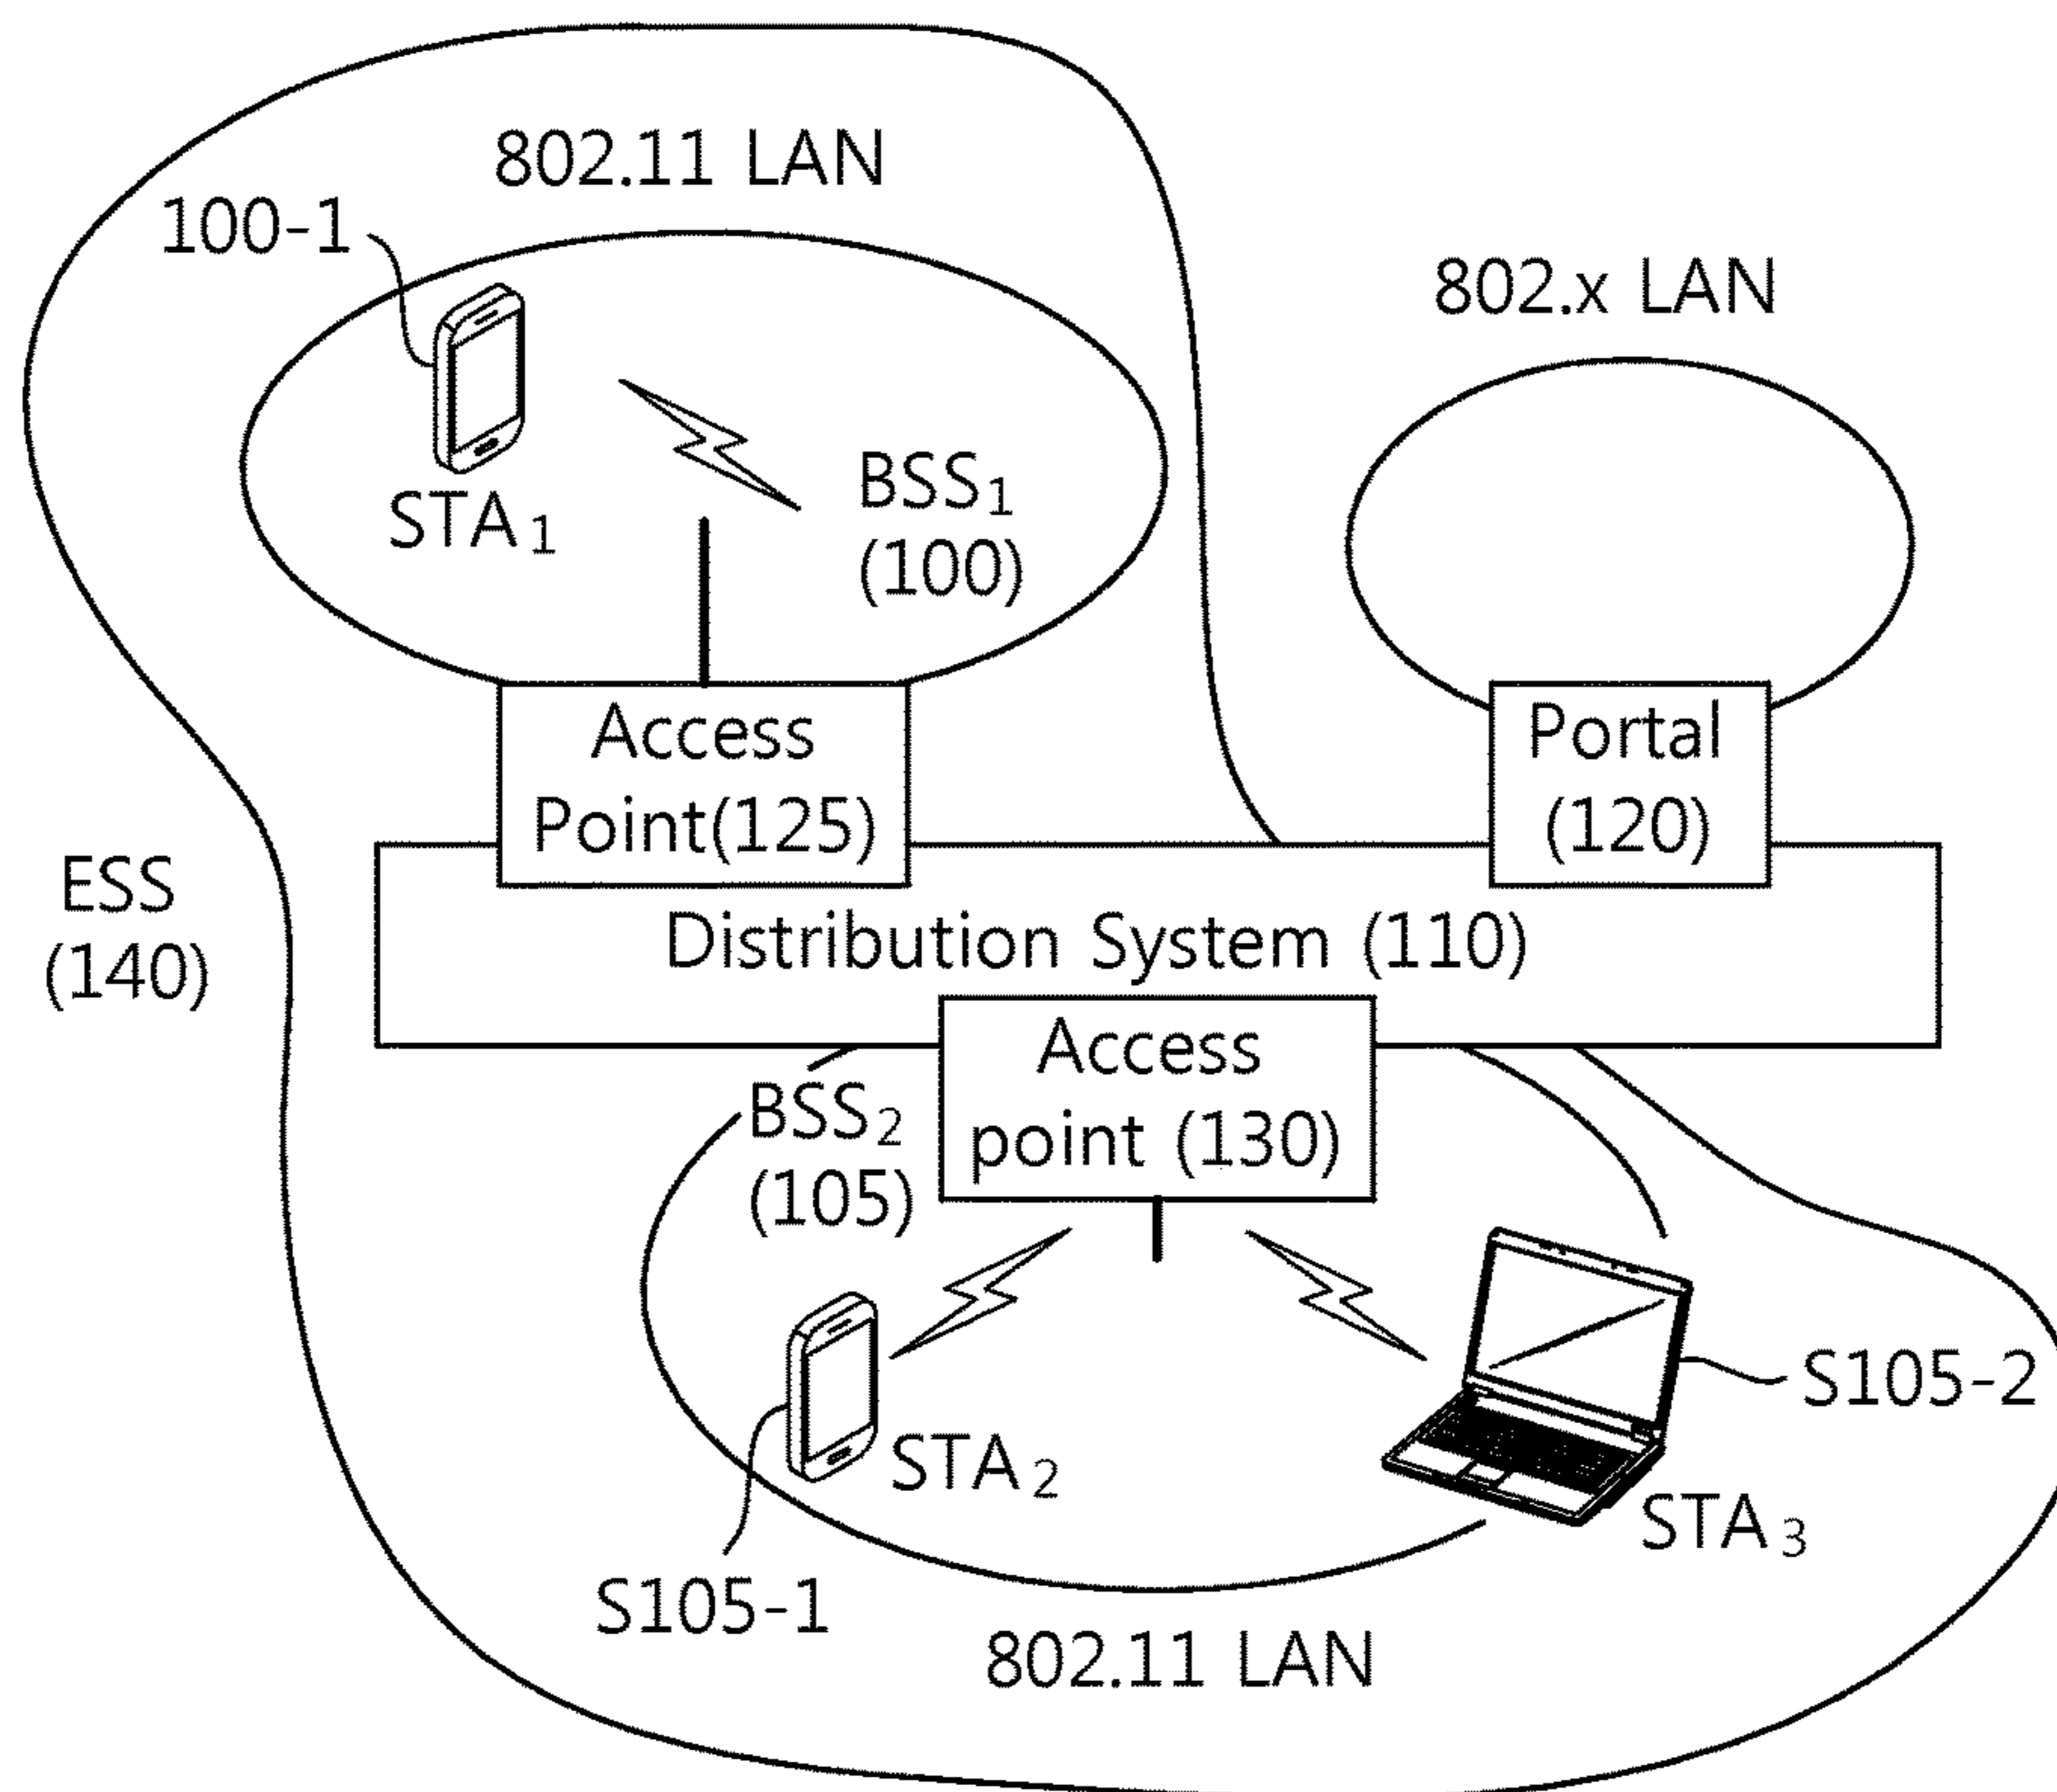 802.11 LAN
100-1
802.x LAN
STA1
BSS1
(100)
Access
Point(125)
Portal
(120)
ESS
(140)
Distribution System (110)
Access
point (130)
BSS2
(105)
S105-2
STA2
STA3
S105-1
802.11 LAN